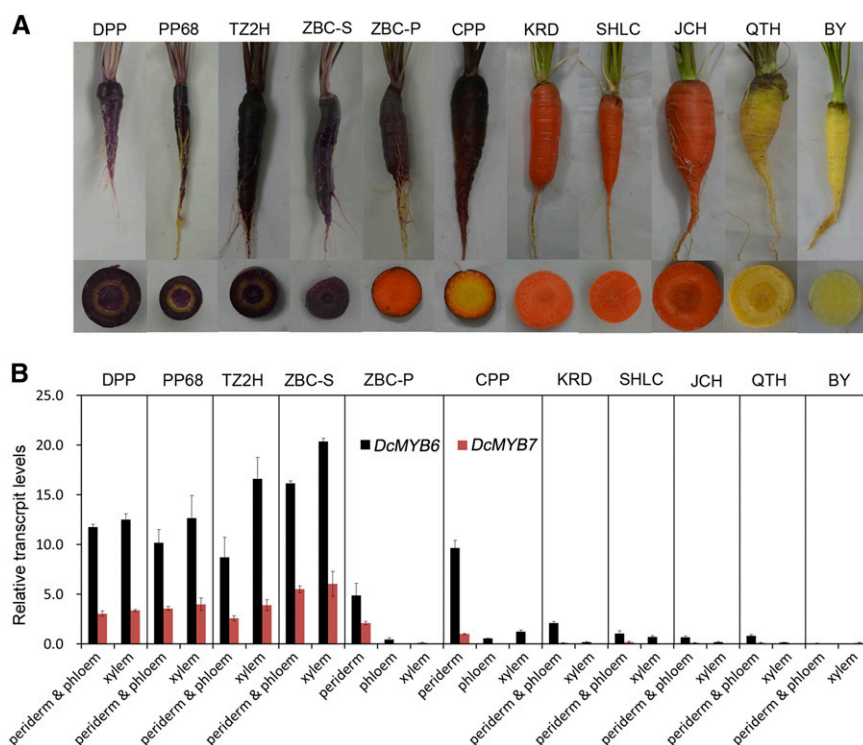 A
DPP PP68 TZ2H ZBC-S ZBC-P CPP KRD SHLC JCH QTH BY
B
DPP PP68 TZ2H ZBC-S ZBC-P CPP KRD SHLC JCH QTH BY
Relative transcrpit levels
25.0
20.0
15.0
10.0
5.0
0.0
DcMYB6 DcMYB7
periderm & phloem
xylem
periderm & phloem
xylem
periderm & phloem
xylem
periderm & phloem
xylem
periderm
phloem
xylem
periderm
phloem
xylem
periderm & phloem
xylem
periderm & phloem
xylem
periderm & phloem
xylem
periderm & phloem
xylem
periderm & phloem
xylem